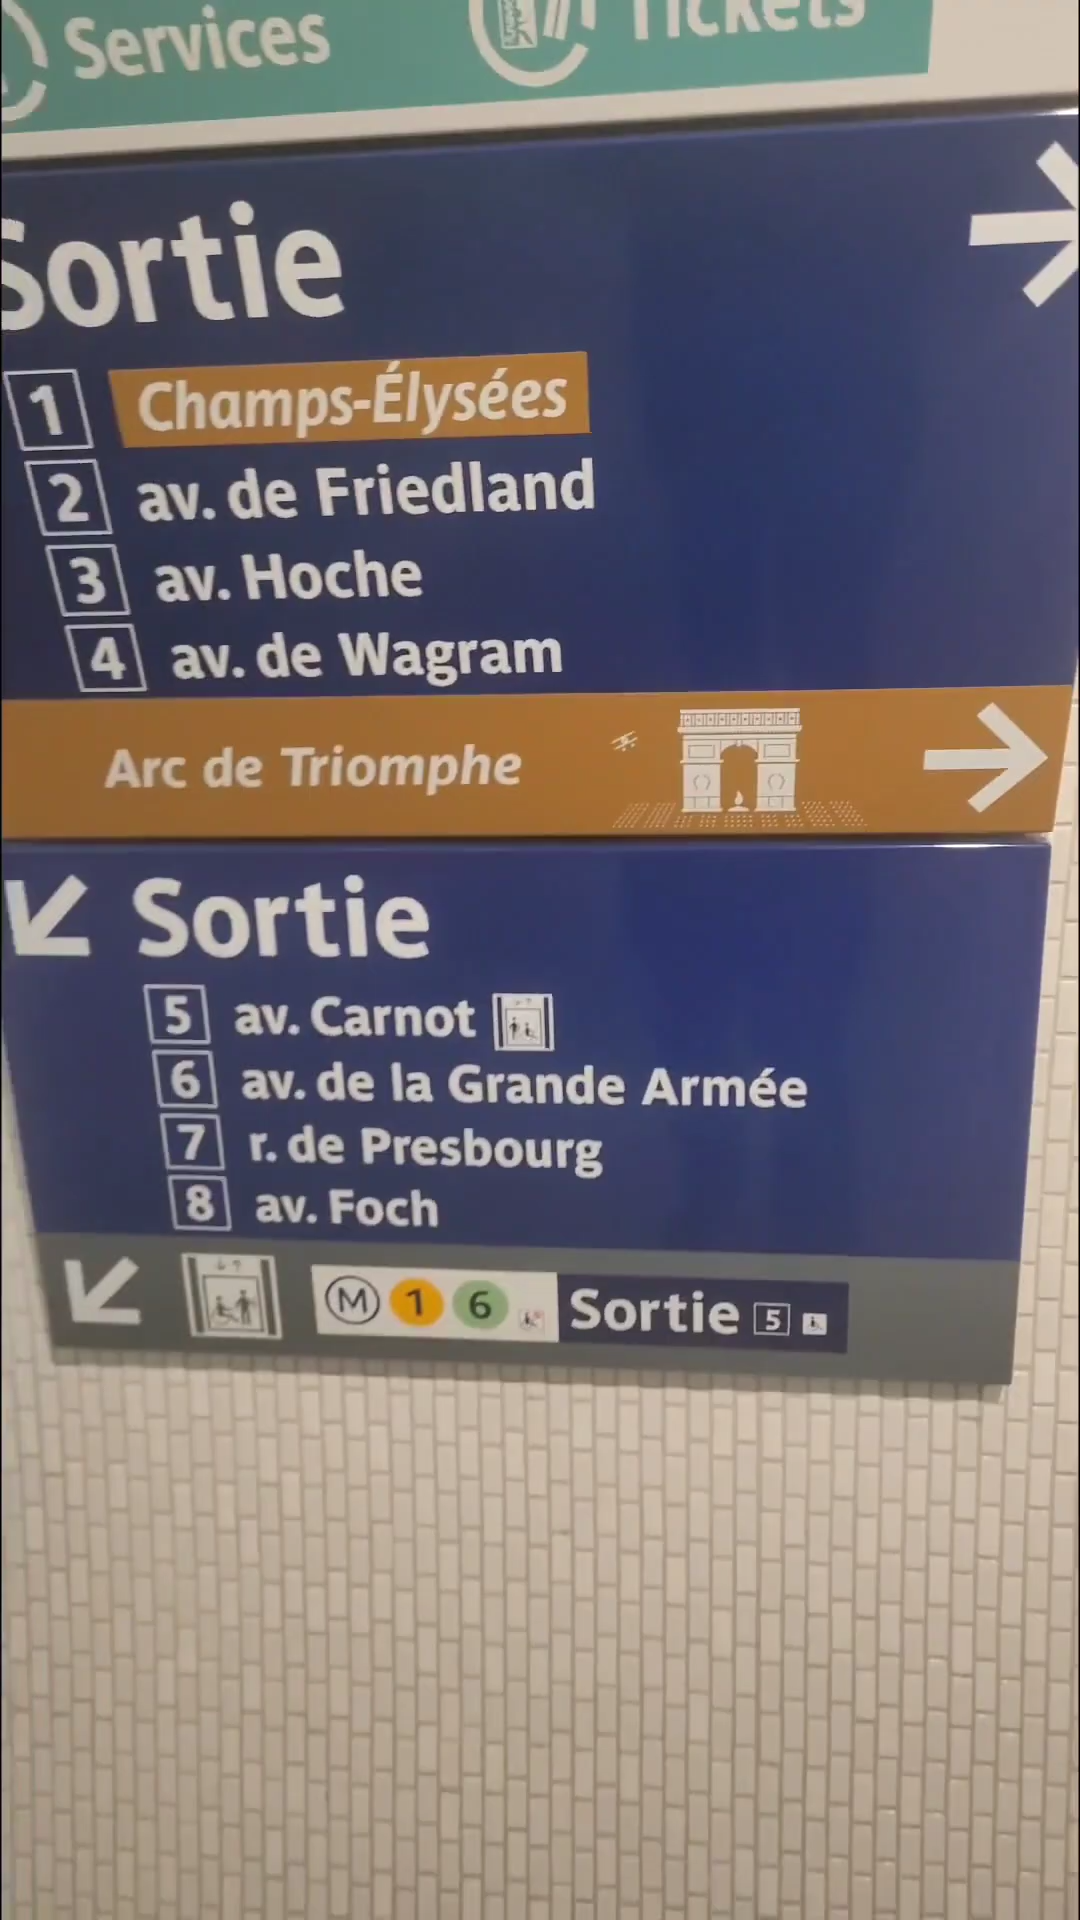 Services Tickets
Sortie
1 Champs-Élysées
2 av. de Friedland
3 av. Hoche
4 av. de Wagram
Arc de Triomphe
Sortie
5 av. Carnot
6 av. de la Grande Armée
7 r. de Presbourg
8 av. Foch
M 1 6 Sortie 5